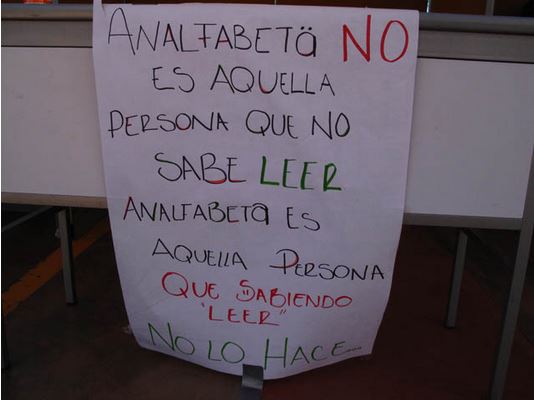 ANALFABETä NO
ES AQUELLA
PERSONA QUE NO
SABE LEER
ANALFABETa ES
AQUELLA PERSONA
QUE SABIENDO
"LEER"
NO LO HACE...